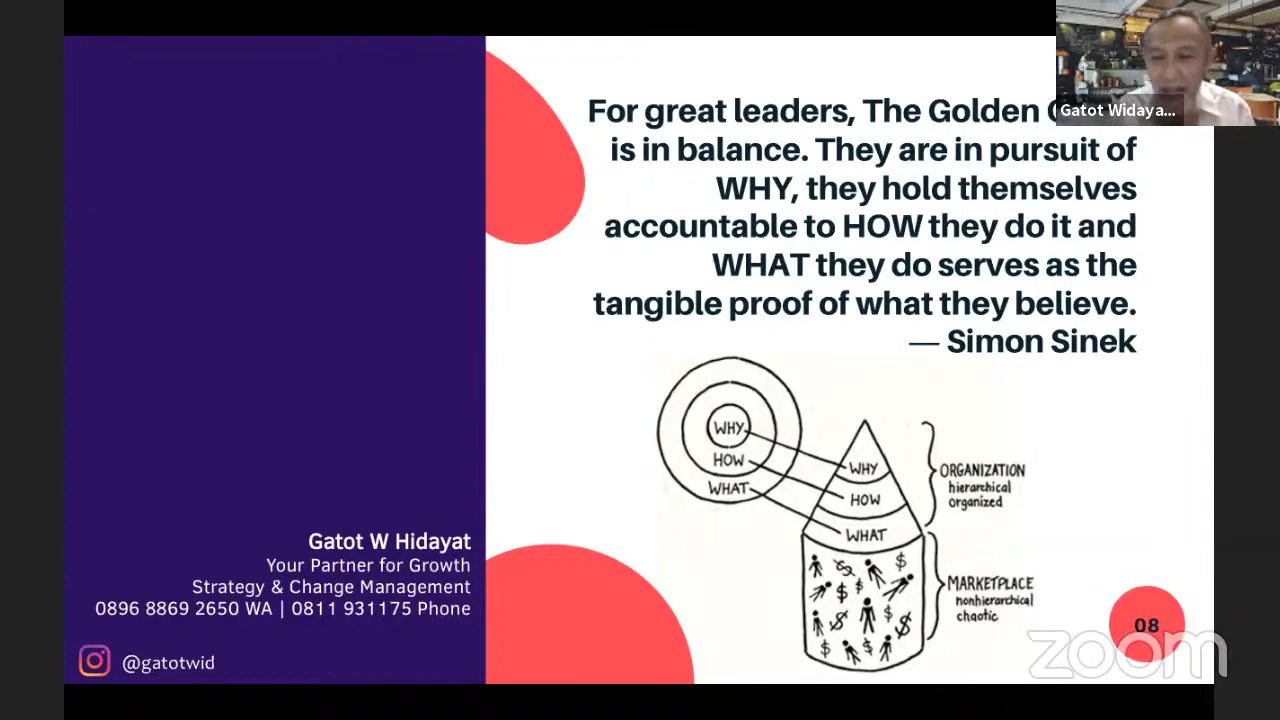 For great leaders, The Golden
is in balance. They are in pursuit of
WHY, they hold themselves
accountable to HOW they do it and
WHAT they do serves as the
tangible proof of what they believe.
— Simon Sinek
Gatot Widaya...
WHY
HOW
WHAT
WHY
HOW
WHAT
ORGANIZATION
hierarchical
organized
MARKETPLACE
nonhierarchical
chaotic
Gatot W Hidayat
Your Partner for Growth
Strategy & Change Management
0896 8869 2650 WA | 0811 931175 Phone
@gatotwid
08
zoom